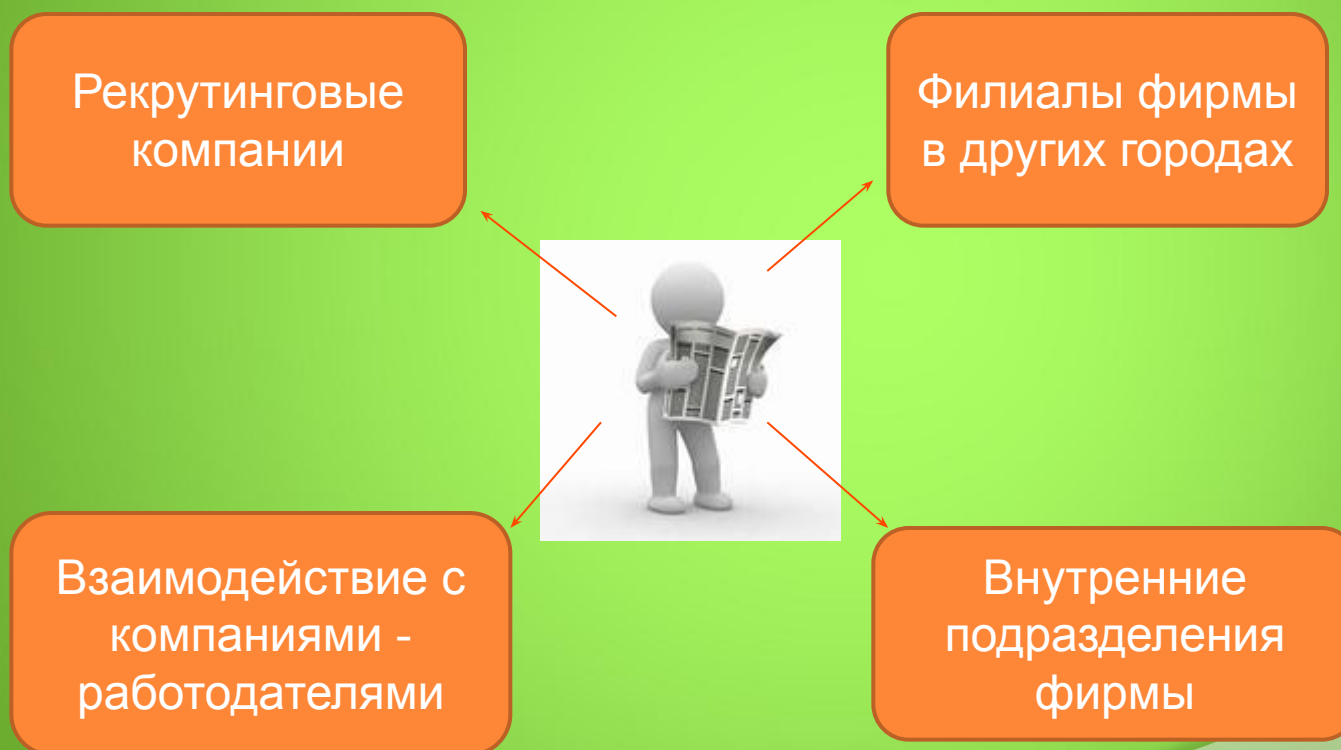 Рекрутинговые
компании
Филиалы фирмы
в других городах
Взаимодействие с
компаниями -
работодателями
Внутренние
подразделения
фирмы